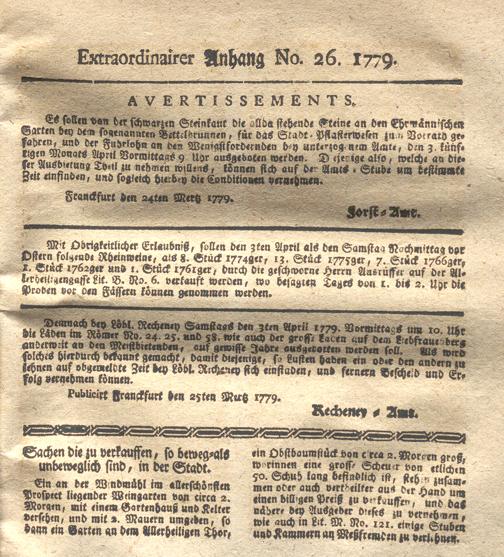 Extraordinairer Anhang No. 26. 1779.
AVERTISSEMENTS.
Es sollen von der schwarzen Steinkaut die allda stehende Steine an den Ehrmännischen
Garten bey dem sogenannten Bettelbrunnen, für das Stadt-Pflasterwesen zum Vorrath ge-
fahren, und der Fuhrlohn an den Wenigstfordernden bey unterzognem Amte, den 3. künf-
tigen Monats April Vormittags 9 Uhr ausgeboten werden. Diejenige also, welche an die-
ser Ausbietung Theil zu nehmen willens, können sich auf der Amts-Stube um bestimmte
Zeit einfinden, und sogleich hierbey die Conditionen vernehmen.
Franckfurt den 24ten Mertz 1779.
Forst-Amt.
Mit Obrigkeitlicher Erlaubniß, sollen den 3ten April als den Samstag Nachmittag vor
Ostern folgende Rheinweine, als 8. Stück 1774ger, 13. Stück 1775ger, 7. Stück 1766ger,
1. Stück 1762ger und 1. Stück 1761ger, durch die geschworne Herrn Ausrüffer auf der Al-
lerheiligengasse Lit. B. No. 6. verkauft werden, wo besagten Tages von 1. bis 2. Uhr die
Proben vor den Fässern können genommen werden.
Demnach bey Löbl. Recheney Samstags den 3ten April 1779. Vormittags um 10. Uhr
die Läden im Römer No. 24. 25. und 58. wie auch der grosse Laden auf dem Liebfrauenberg
anderweit an den Meistbietenden, auf gewisse Jahre ausgebotten werden soll. Als wird
solches hierdurch bekannt gemacht, damit diejenige, so Lusten haben ein oder den andern zu
lehnen auf obgemeldte Zeit bey Löbl. Recheney sich einfinden, und fernern Bescheid und Er-
folg vernehmen können.
Publicirt Franckfurt den 25ten Mertz 1779.
Recheney-Amt.
Sachen die zu verkauffen, so beweg-als
unbeweglich sind, in der Stadt.
Ein an der Windmühl im allerschönsten
Prospect liegender Weingarten von circa 2.
Morgen, mit einem Gartenhauß und Kelter
versehen, und mit 2. Mauern umgeben, so
dann ein Garten an dem Allerheiligen Thor,
ein Obstbaumstück von circa 2. Morgen groß,
worinnen eine grosse Scheuer von etlichen
50. Schuh lang befindlich ist, stehn zusam-
men oder auch vertheilter aus der Hand um
einen billigen Preiß zu verkauffen, und das
näher bey Ausgeber dieses zu vernehmen,
wie auch in Lit. M. No. 121. einige Stuben
und Kammern an Meßfremden zu verlehnen.